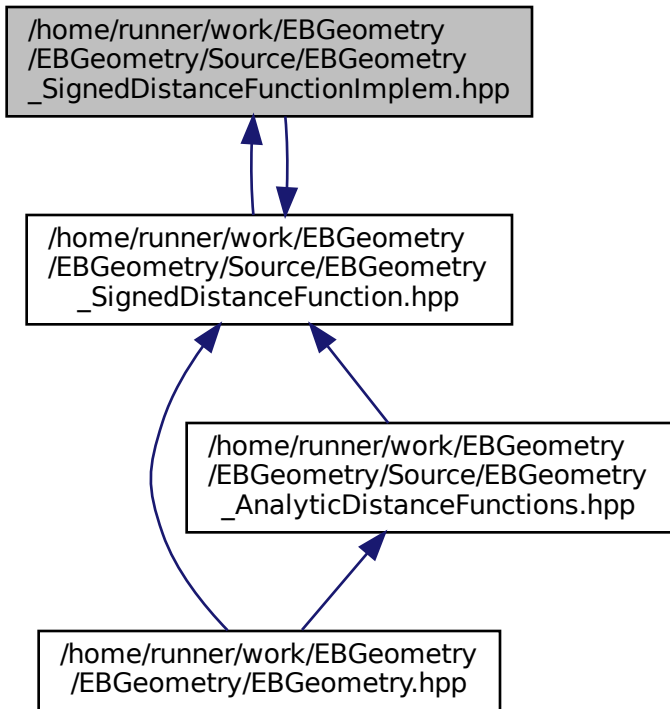 /home/runner/work/EBGeometry
/EBGeometry/Source/EBGeometry
_SignedDistanceFunctionImplem.hpp
/home/runner/work/EBGeometry
/EBGeometry/Source/EBGeometry
_SignedDistanceFunction.hpp
/home/runner/work/EBGeometry
/EBGeometry/Source/EBGeometry
_AnalyticDistanceFunctions.hpp
/home/runner/work/EBGeometry
/EBGeometry/EBGeometry.hpp